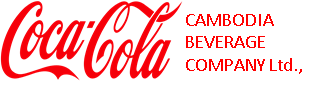 Coca-Cola
CAMBODIA
BEVERAGE
COMPANY Ltd.,